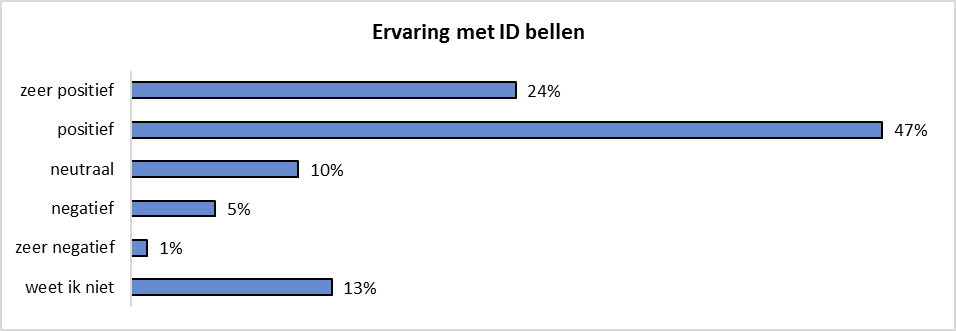 Ervaring met ID bellen
zeer positief 24%
positief 47%
neutraal 10%
negatief 5%
zeer negatief 1%
weet ik niet 13%